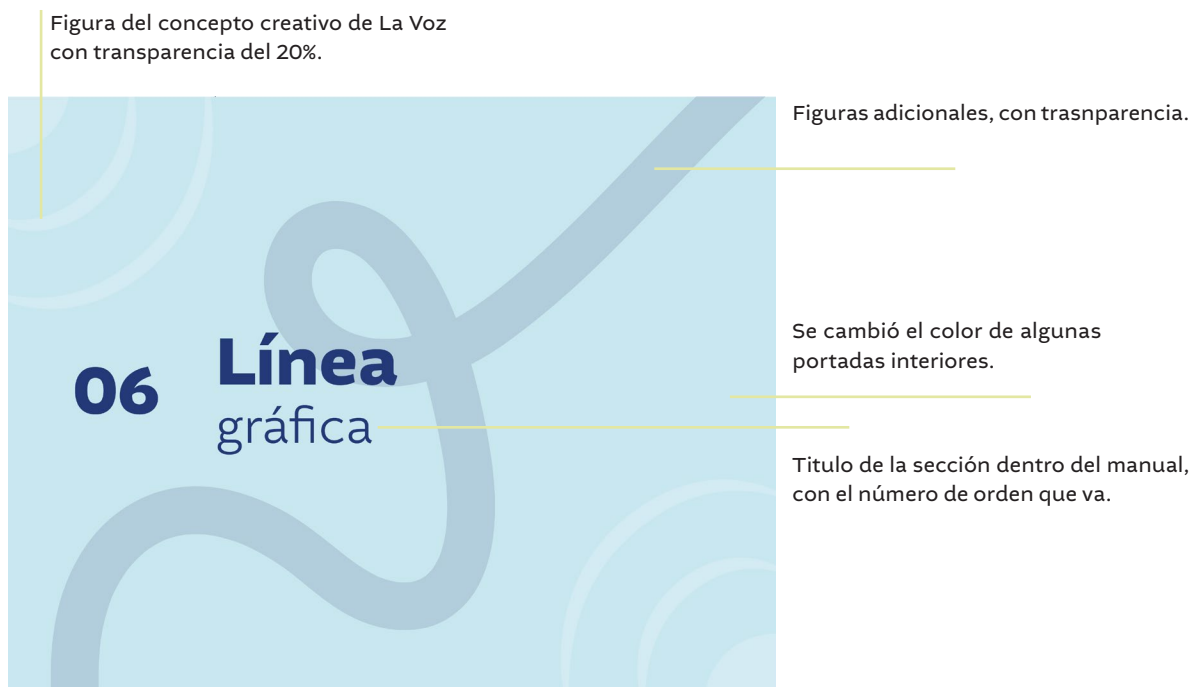 Figura del concepto creativo de La Voz
con transparencia del 20%.
Figuras adicionales, con trasnparencia.
Se cambió el color de algunas
portadas interiores.
06
Línea
gráfica
Titulo de la sección dentro del manual,
con el número de orden que va.